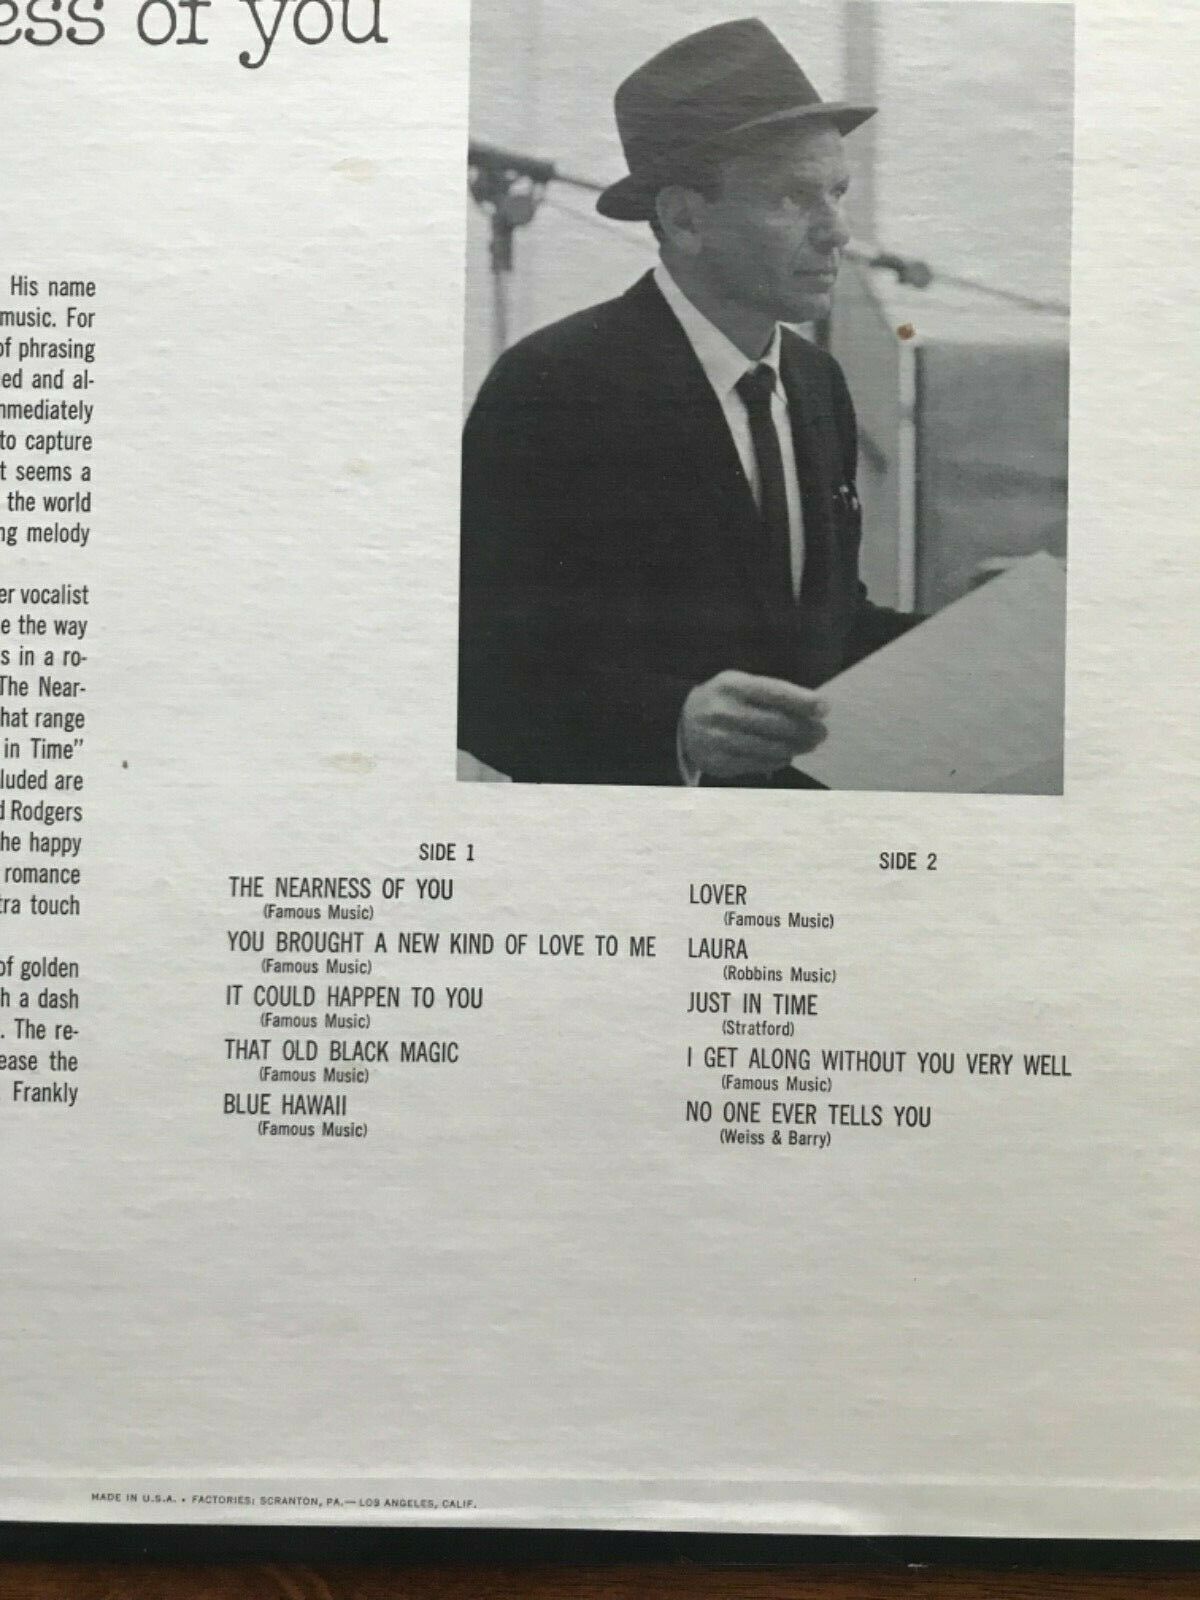 ess of you
His name
music. For
of phrasing
ed and al-
mmediately
to capture
t seems a
the world
ng melody
er vocalist
e the way
s in a ro-
The Near-
hat range
in Time”
luded are
d Rodgers
he happy
romance
tra touch
of golden
h a dash
. The re-
ease the
Frankly
SIDE 1
THE NEARNESS OF YOU
(Famous Music)
YOU BROUGHT A NEW KIND OF LOVE TO ME
(Famous Music)
IT COULD HAPPEN TO YOU
(Famous Music)
THAT OLD BLACK MAGIC
(Famous Music)
BLUE HAWAII
(Famous Music)
SIDE 2
LOVER
(Famous Music)
LAURA
(Robbins Music)
JUST IN TIME
(Stratford)
I GET ALONG WITHOUT YOU VERY WELL
(Famous Music)
NO ONE EVER TELLS YOU
(Weiss & Barry)
MADE IN U.S.A. • FACTORIES: SCRANTON, PA.—LOS ANGELES, CALIF.